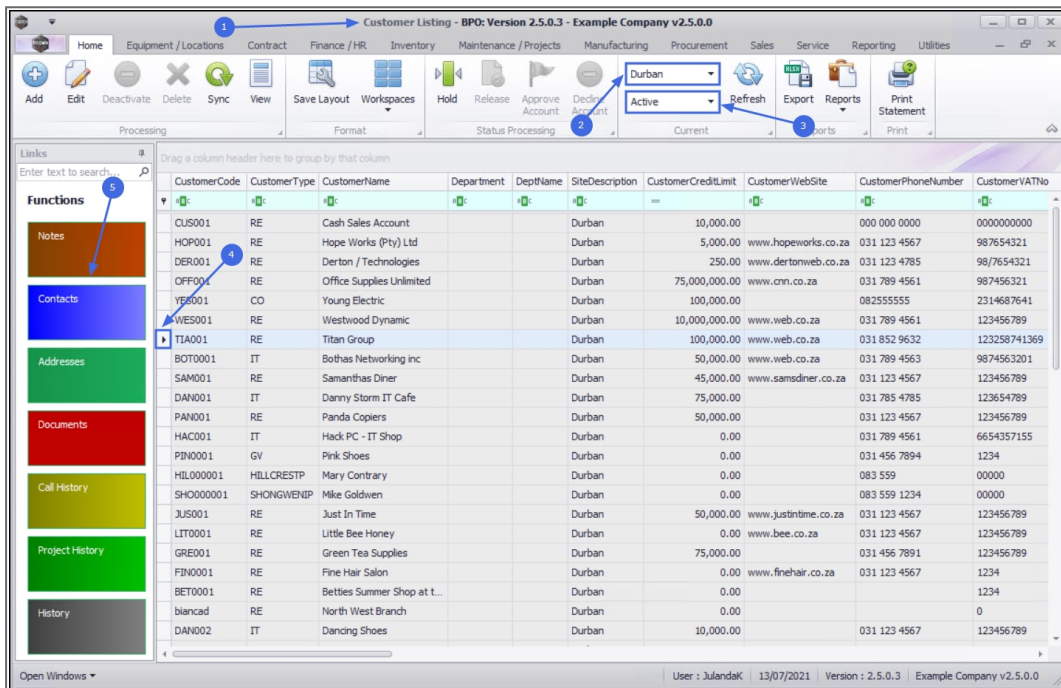 Customer Listing - BPO: Version 2.5.0.3 - Example Company v2.5.0.0
1
Home Equipment / Locations Contract Finance / HR Inventory Maintenance / Projects Manufacturing Procurement Sales Service Reporting Utilities
Add Edit Deactivate Delete Sync View Save Layout Workspaces Hold Release Approve Account Decline Account Durban Active Refresh Export Reports Print Statement
2 3
Processing Format Status Processing Current Print
Links
Drag a column header here to group by that column
Enter text to search...
5
CustomerCode CustomerType CustomerName Department DeptName SiteDescription CustomerCreditLimit CustomerWebSite CustomerPhoneNumber CustomerVATNo
Functions
Notes
Contacts
Addresses
Documents
Call History
Project History
History
4
CUS001 RE Cash Sales Account Durban 10,000.00 000 000 0000 0000000000
HOP001 RE Hope Works (Pty) Ltd Durban 5,000.00 www.hopeworks.co.za 031 123 4567 987654321
DER001 RE Derton / Technologies Durban 250.00 www.dertonweb.co.za 031 123 4785 98/7654321
OFF001 RE Office Supplies Unlimited Durban 75,000,000.00 www.cnn.co.za 031 789 4561 987456321
CO Young Electric Durban 100,000.00 082555555 2314687641
WES001 RE Westwood Dynamic Durban 10,000,000.00 www.web.co.za 031 789 4561 123456789
TIA001 RE Titan Group Durban 100,000.00 www.web.co.za 031 852 9632 123258741369
BOT0001 IT Bothas Networking inc Durban 50,000.00 www.web.co.za 031 789 4563 9874563201
SAM001 RE Samanthas Diner Durban 45,000.00 www.samsdiner.co.za 031 123 4567 123456789
DAN001 IT Danny Storm IT Cafe Durban 75,000.00 031 785 4785 123654789
PAN001 RE Panda Copiers Durban 50,000.00 031 123 4567 123456789
HAC001 IT Hack PC - IT Shop Durban 0.00 031 789 4561 6654357155
PIN0001 GV Pink Shoes Durban 0.00 031 456 7894 1234
HIL000001 HILLCRESTP Mary Contrary Durban 0.00 083 559 00000
SHO000001 SHONGWENIP Mike Goldwen Durban 0.00 083 559 1234 00000
JUS001 RE Just In Time Durban 50,000.00 www.justintime.co.za 031 123 4567 123456789
LIT0001 RE Little Bee Honey Durban 0.00 www.bee.co.za 031 123 4567 123456789
GRE001 RE Green Tea Supplies Durban 75,000.00 031 456 7891 123456789
FIN0001 RE Fine Hair Salon Durban 0.00 www.finehair.co.za 031 123 4567 1234
BET0001 RE Betties Summer Shop at t... Durban 0.00 1234
biancad RE North West Branch Durban 0.00 0
DAN002 IT Dancing Shoes Durban 10,000.00 031 123 4567 123456789
Open Windows User : JulandaK 13/07/2021 Version : 2.5.0.3 Example Company v2.5.0.0